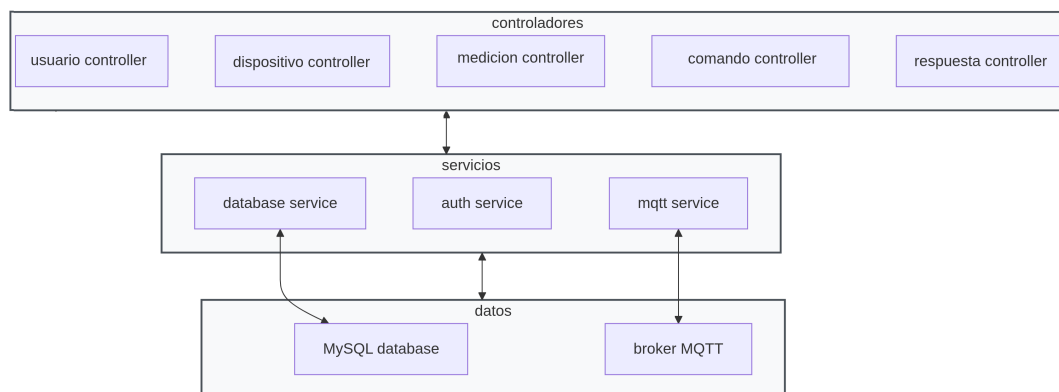 controladores
usuario controller
dispositivo controller
medicion controller
comando controller
respuesta controller
servicios
database service
auth service
mqtt service
datos
MySQL database
broker MQTT